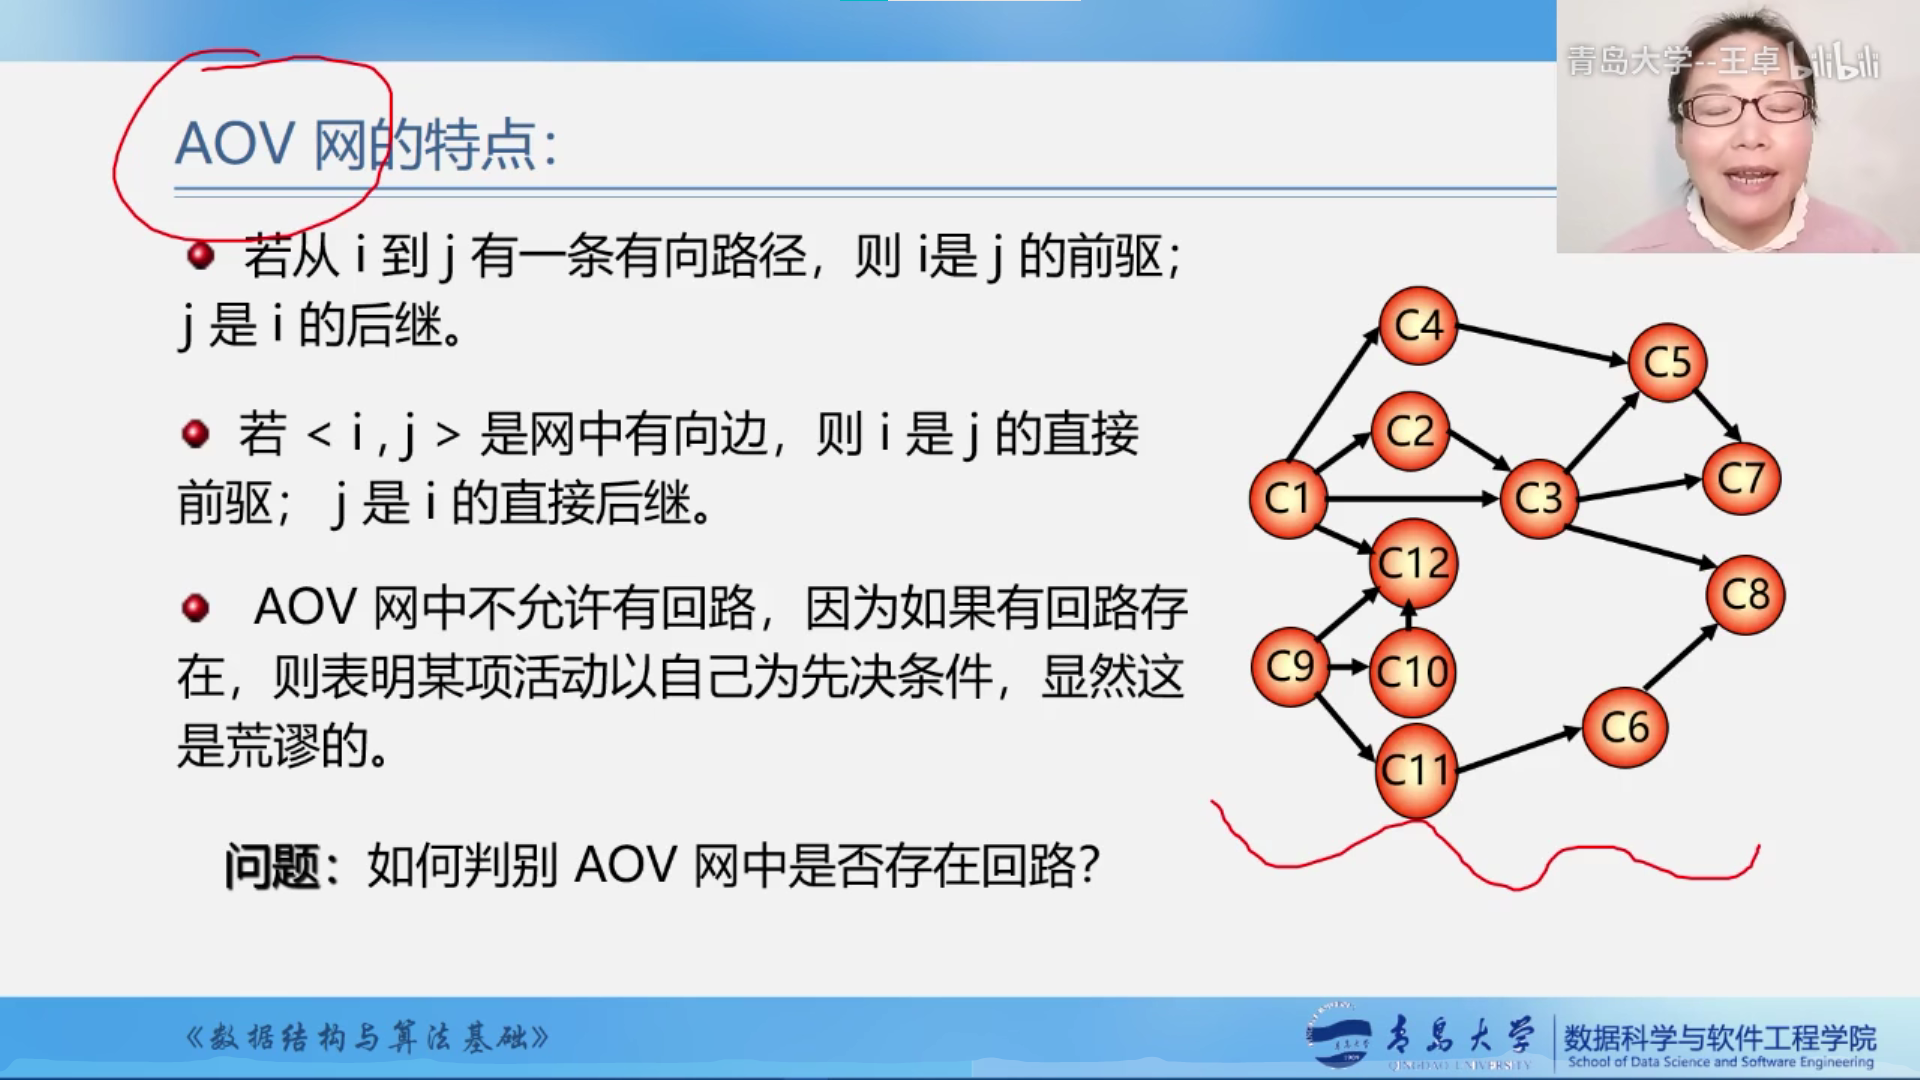 青岛大学--王卓 bilibili
AOV 网的特点：
若从 i 到 j 有一条有向路径，则 i是 j 的前驱；
j 是 i 的后继。
若 < i , j > 是网中有向边，则 i 是 j 的直接
前驱； j 是 i 的直接后继。
AOV 网中不允许有回路，因为如果有回路存
在，则表明某项活动以自己为先决条件，显然这
是荒谬的。
问题：如何判别 AOV 网中是否存在回路？
C4
C5
C2
C7
C1
C3
C12
C8
C9
C10
C6
C11
《数据结构与算法基础》
青岛大学
QINGDAO UNIVERSITY
数据科学与软件工程学院
School of Data Science and Software Engineering